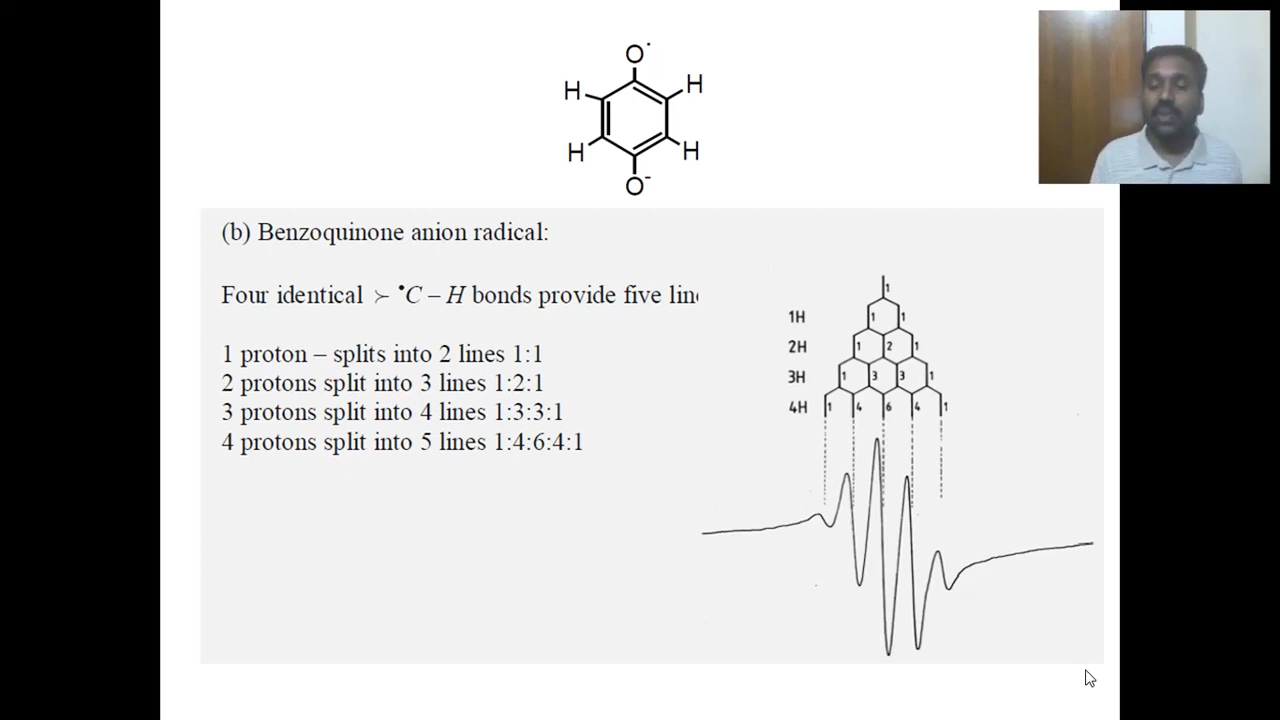 O·
H H
H H
O-
(b) Benzoquinone anion radical:
Four identical ≻ •C – H bonds provide five line
1 proton – splits into 2 lines 1:1
2 protons split into 3 lines 1:2:1
3 protons split into 4 lines 1:3:3:1
4 protons split into 5 lines 1:4:6:4:1
1
1H 1 1
2H 1 2 1
3H 1 3 3 1
4H 1 4 6 4 1